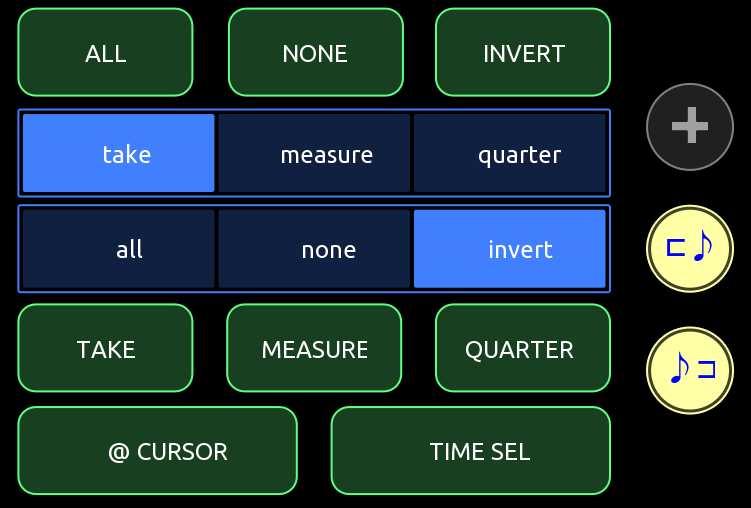 ALL NONE INVERT
take measure quarter
all none invert
TAKE MEASURE QUARTER
@ CURSOR TIME SEL